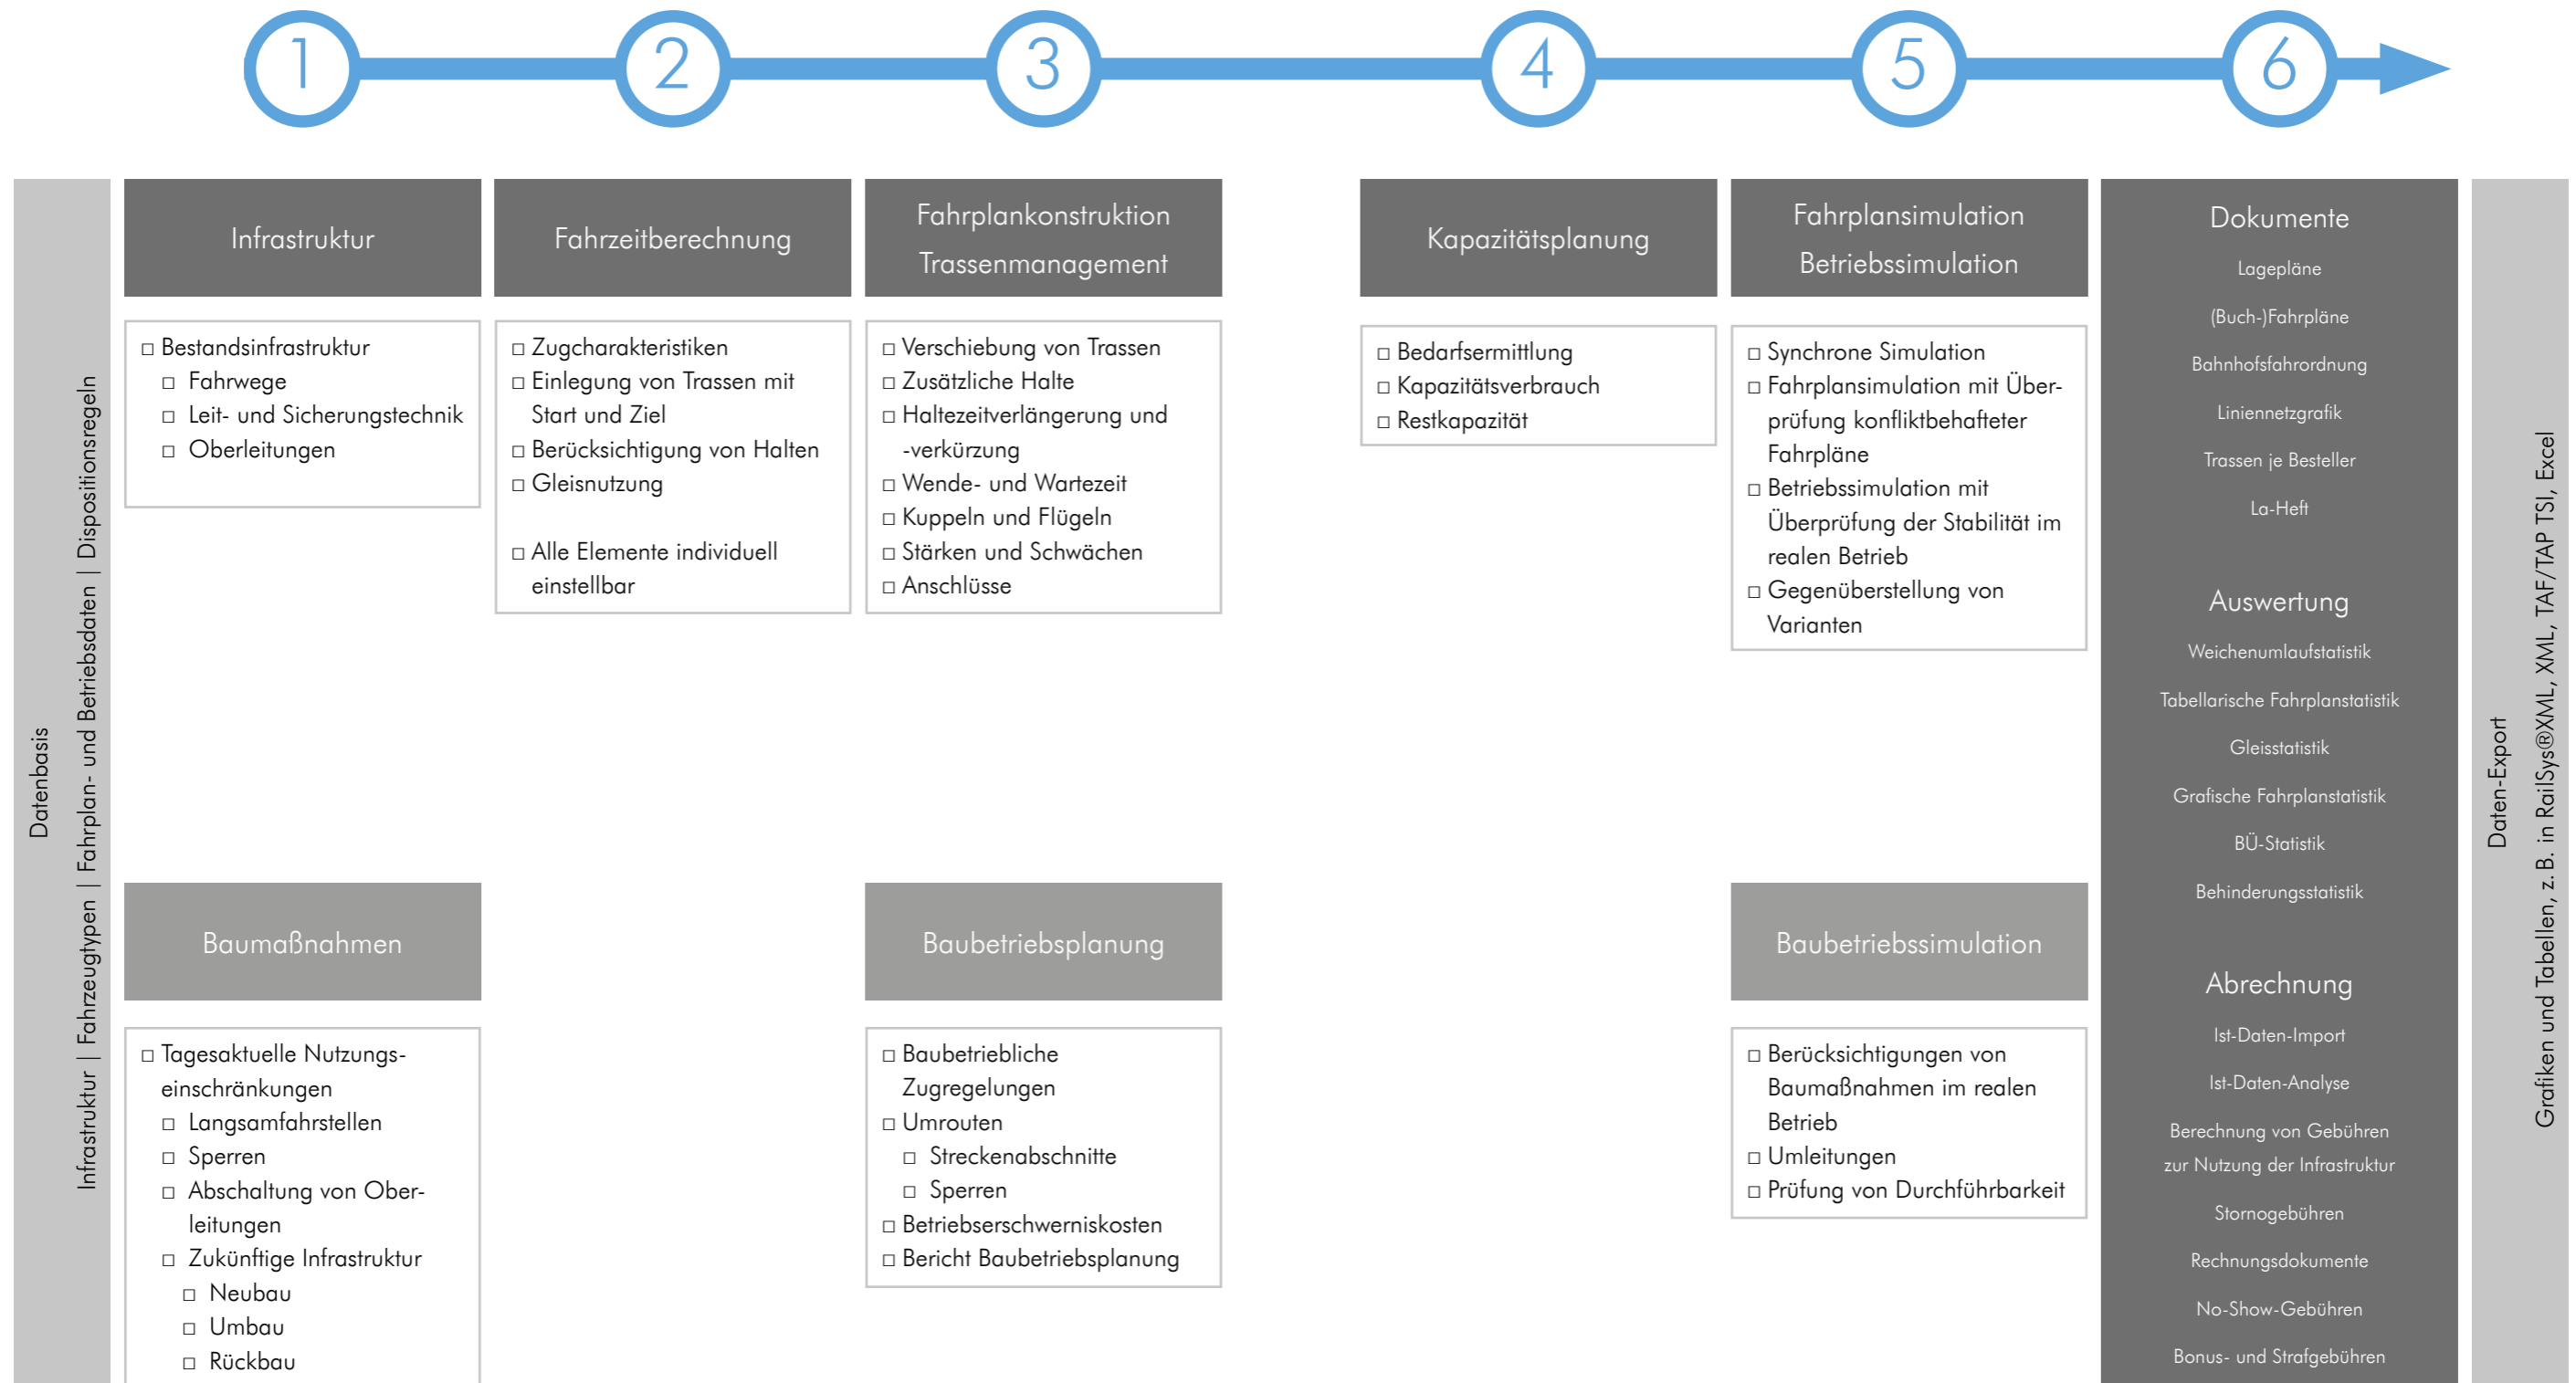 1
2
3
4
5
6
Datenbasis
Infrastruktur | Fahrzeugtypen | Fahrplan- und Betriebsdaten | Dispositionsregeln
Infrastruktur
□ Bestandsinfrastruktur
□ Fahrwege
□ Leit- und Sicherungstechnik
□ Oberleitungen
Fahrzeitberechnung
□ Zugcharakteristiken
□ Einlegung von Trassen mit
Start und Ziel
□ Berücksichtigung von Halten
□ Gleisnutzung
□ Alle Elemente individuell
einstellbar
Fahrplankonstruktion
Trassenmanagement
□ Verschiebung von Trassen
□ Zusätzliche Halte
□ Haltezeitverlängerung und
-verkürzung
□ Wende- und Wartezeit
□ Kuppeln und Flügeln
□ Stärken und Schwächen
□ Anschlüsse
Kapazitätsplanung
□ Bedarfsermittlung
□ Kapazitätsverbrauch
□ Restkapazität
Fahrplansimulation
Betriebssimulation
□ Synchrone Simulation
□ Fahrplansimulation mit Über-
prüfung konfliktbehafteter
Fahrpläne
□ Betriebssimulation mit
Überprüfung der Stabilität im
realen Betrieb
□ Gegenüberstellung von
Varianten
Baumaßnahmen
□ Tagesaktuelle Nutzungs-
einschränkungen
□ Langsamfahrstellen
□ Sperren
□ Abschaltung von Ober-
leitungen
□ Zukünftige Infrastruktur
□ Neubau
□ Umbau
□ Rückbau
Baubetriebsplanung
□ Baubetriebliche
Zugregelungen
□ Umrouten
□ Streckenabschnitte
□ Sperren
□ Betriebserschwerniskosten
□ Bericht Baubetriebsplanung
Baubetriebssimulation
□ Berücksichtigungen von
Baumaßnahmen im realen
Betrieb
□ Umleitungen
□ Prüfung von Durchführbarkeit
Dokumente
Lagepläne
(Buch-)Fahrpläne
Bahnhofsfahrordnung
Liniennetzgrafik
Trassen je Besteller
La-Heft
Auswertung
Weichenumlaufstatistik
Tabellarische Fahrplanstatistik
Gleisstatistik
Grafische Fahrplanstatistik
BÜ-Statistik
Behinderungsstatistik
Abrechnung
Ist-Daten-Import
Ist-Daten-Analyse
Berechnung von Gebühren
zur Nutzung der Infrastruktur
Stornogebühren
Rechnungsdokumente
No-Show-Gebühren
Bonus- und Strafgebühren
Daten-Export
Grafiken und Tabellen, z. B. in RailSys®XML, XML, TAF/TAP TSI, Excel